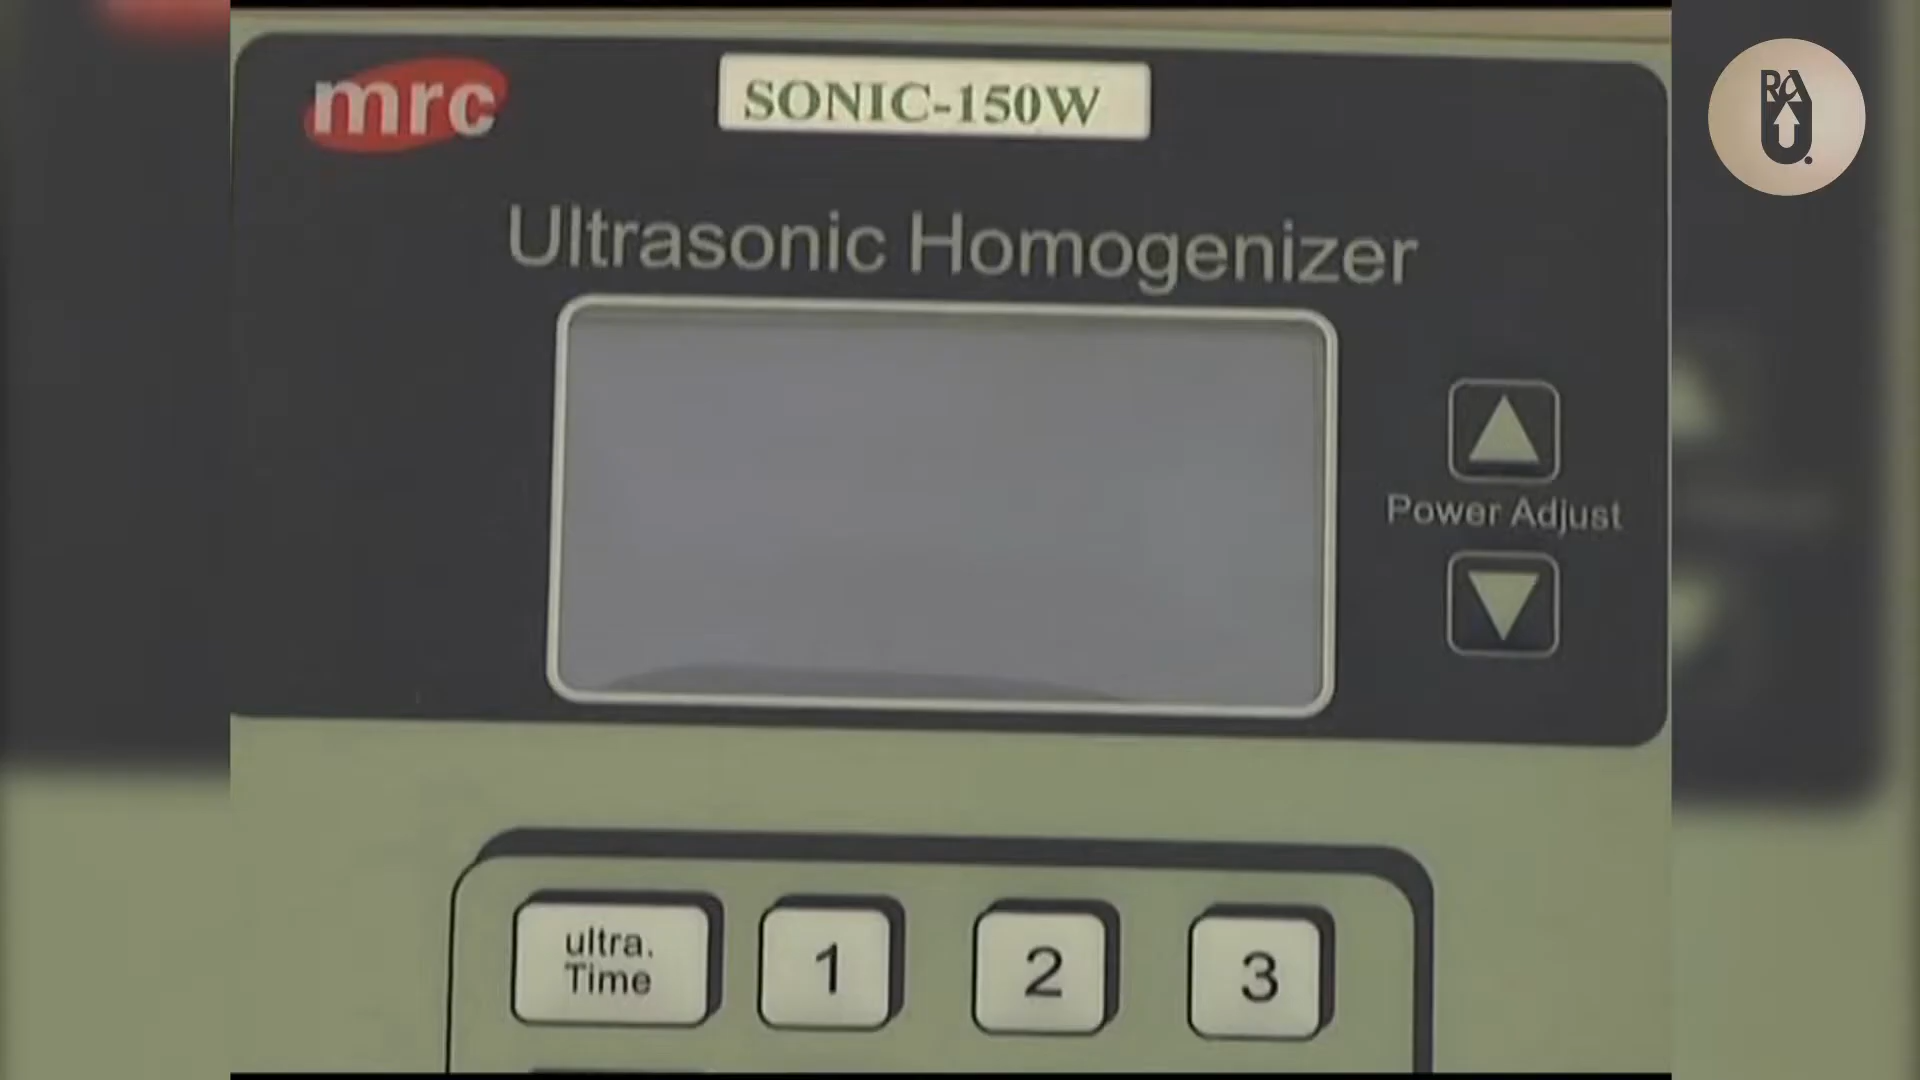 mrc
SONIC-150W
Ultrasonic Homogenizer
Power Adjust
ultra.
Time
1
2
3